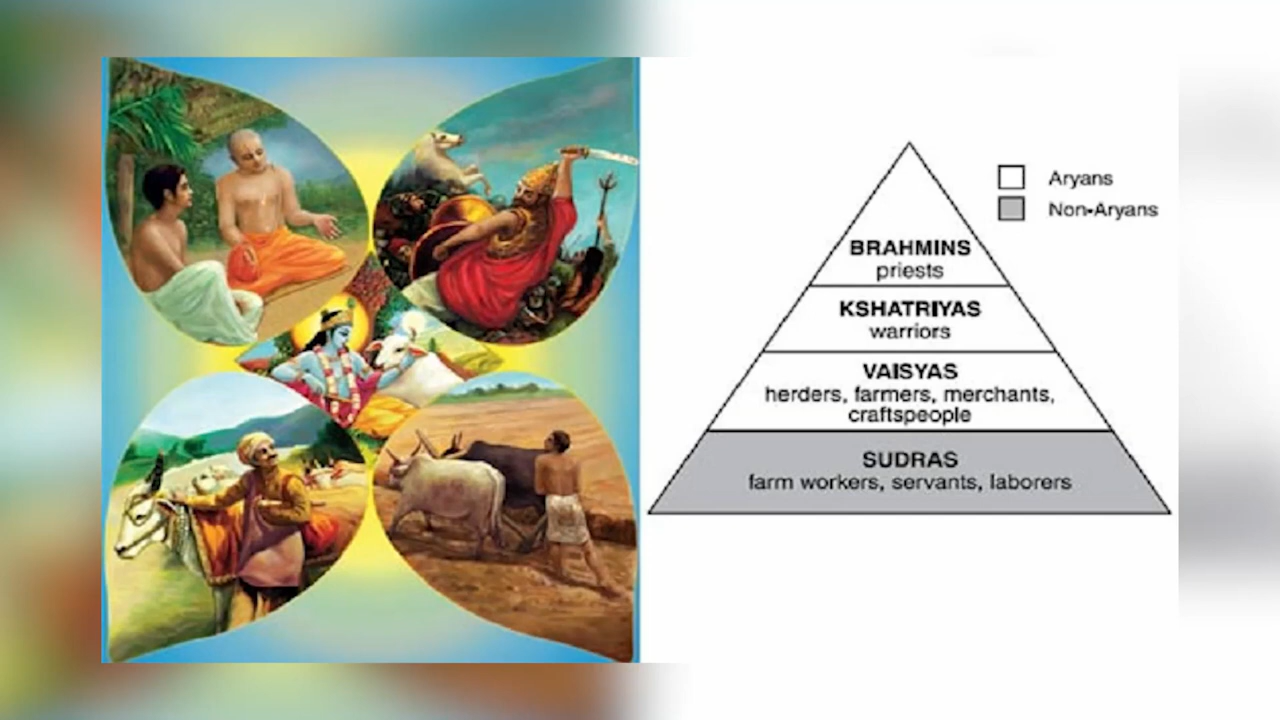 Aryans
Non-Aryans
BRAHMINS
priests
KSHATRIYAS
warriors
VAISYAS
herders, farmers, merchants,
craftspeople
SUDRAS
farm workers, servants, laborers